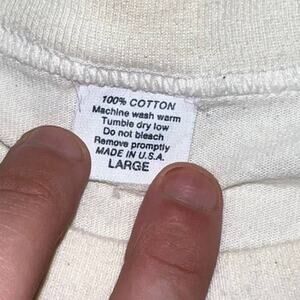 100% COTTON
Machine wash warm
Tumble dry low
Do not bleach
Remove promptly
MADE IN U.S.A.
LARGE